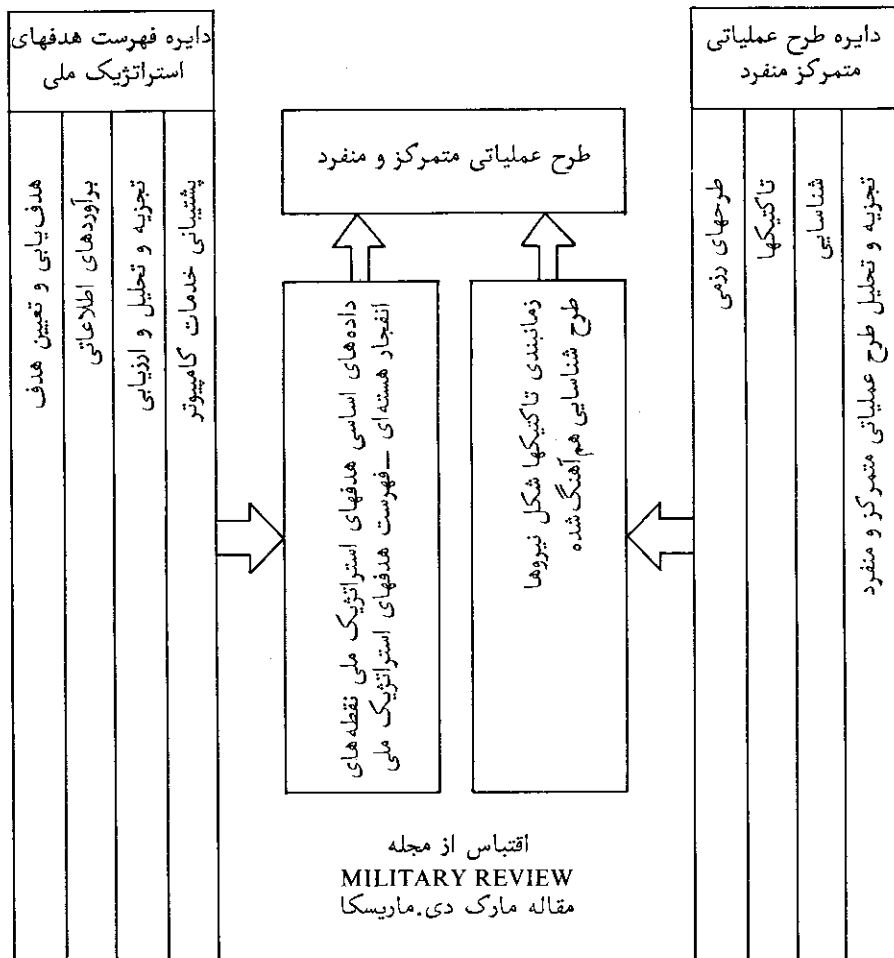 دایره طرح عملیاتی
متمرکز منفرد
تجزیه و تحلیل طرح عملیاتی متمرکز و منفرد
شناسایی
تاکتیکها
طرحهای رزمی
طرح عملیاتی متمرکز و منفرد
زمانبندی تاکتیکها شکل نیروها
طرح شناسایی هم‌آهنگ شده
داده‌های اساسی هدفهای استراتژیک ملی نقطه‌های
انفجار هسته‌ای –فهرست هدفهای استراتژیک ملی
دایره فهرست هدفهای
استراتژیک ملی
پشتیبانی خدمات کامپیوتر
تجزیه و تحلیل و ارزیابی
برآوردهای اطلاعاتی
هدف‌یابی و تعیین هدف
اقتباس از مجله
MILITARY REVIEW
مقاله مارک دی.ماریسکا